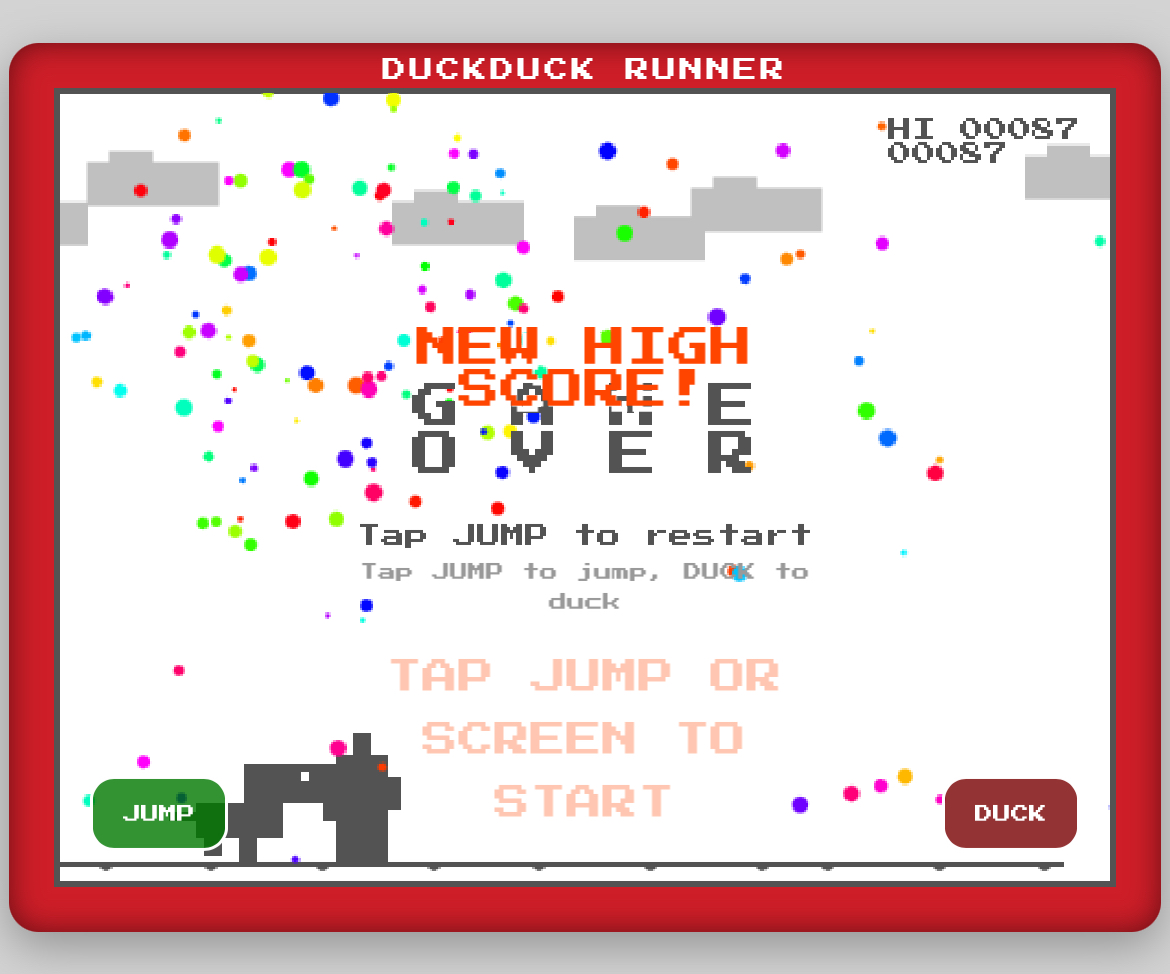 DUCKDUCK RUNNER
HI 00087
00087
NEW HIGH
SCORE!
G A M E
O V E R
Tap JUMP to restart
Tap JUMP to jump, DUCK to
duck
TAP JUMP OR
SCREEN TO
START
JUMP
DUCK